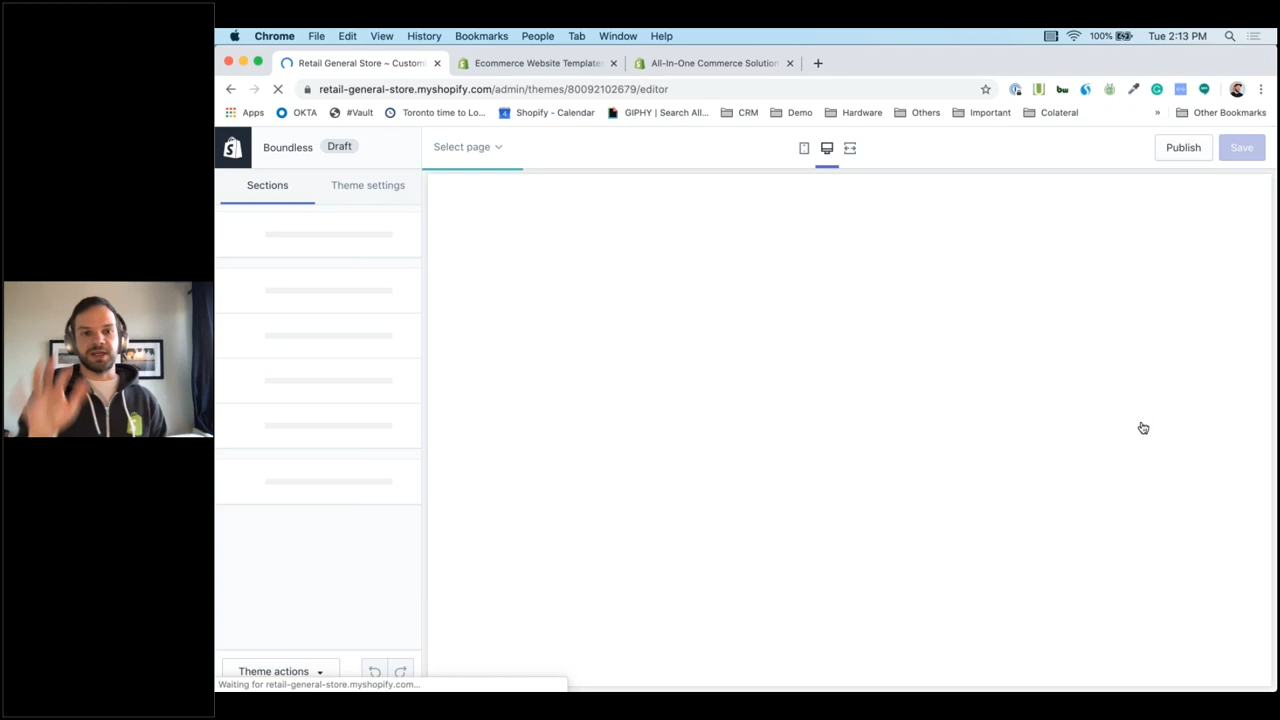 Chrome File Edit View History Bookmarks People Tab Window Help 100% Tue 2:13 PM
Retail General Store ~ Customi
Ecommerce Website Templates
All-In-One Commerce Solution
retail-general-store.myshopify.com/admin/themes/80092102679/editor
Apps OKTA #Vault Toronto time to Lo... Shopify - Calendar GIPHY | Search All... CRM Demo Hardware Others Important Colateral » Other Bookmarks
Boundless Draft Select page Publish Save
Sections Theme settings
Theme actions
Waiting for retail-general-store.myshopify.com...